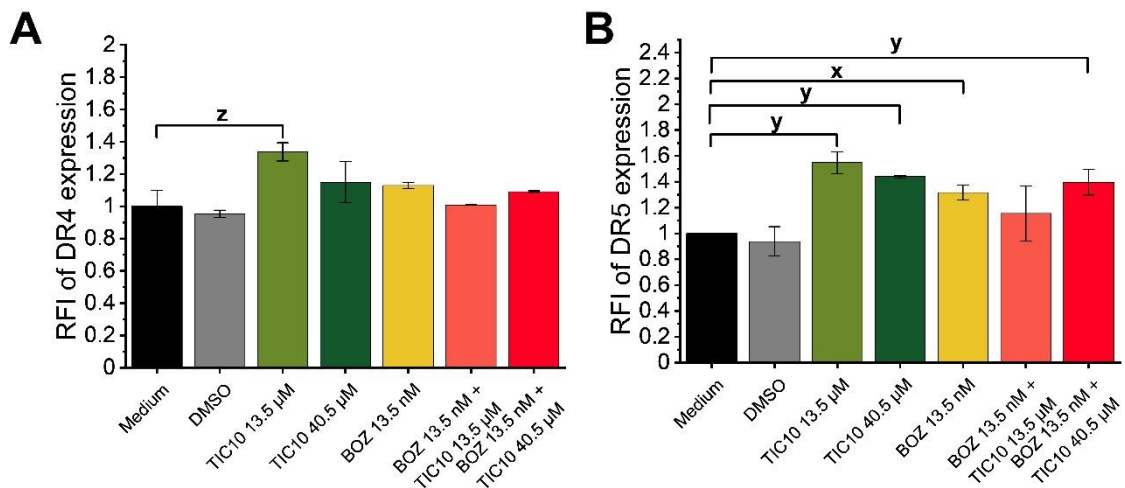 A
RFI of DR4 expression
2
1.8
1.6
1.4
1.2
1
0.8
0.6
0.4
0.2
0
z
Medium
DMSO
TIC10 13.5 µM
TIC10 40.5 µM
BOZ 13.5 nM
BOZ 13.5 nM +
TIC10 13.5 µM
BOZ 13.5 nM +
TIC10 40.5 µM
B
RFI of DR5 expression
2.4
2.2
2
1.8
1.6
1.4
1.2
1
0.8
0.6
0.4
0.2
0
y
x
y
y
Medium
DMSO
TIC10 13.5 µM
TIC10 40.5 µM
BOZ 13.5 nM
BOZ 13.5 nM +
TIC10 13.5 µM
BOZ 13.5 nM +
TIC10 40.5 µM